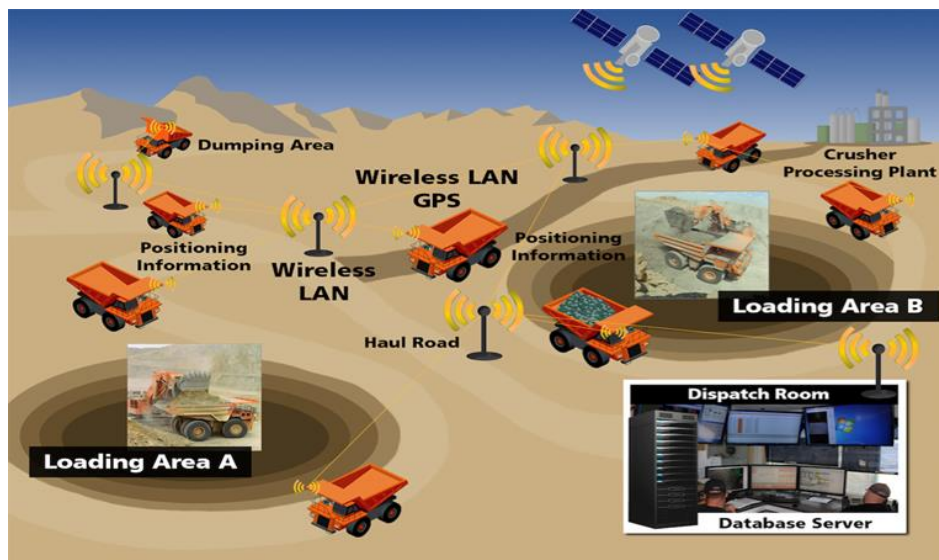 Dumping Area
Crusher
Processing Plant
Wireless LAN
GPS
Positioning
Information
Positioning
Information
Wireless
LAN
Loading Area B
Haul Road
Dispatch Room
Loading Area A
Database Server